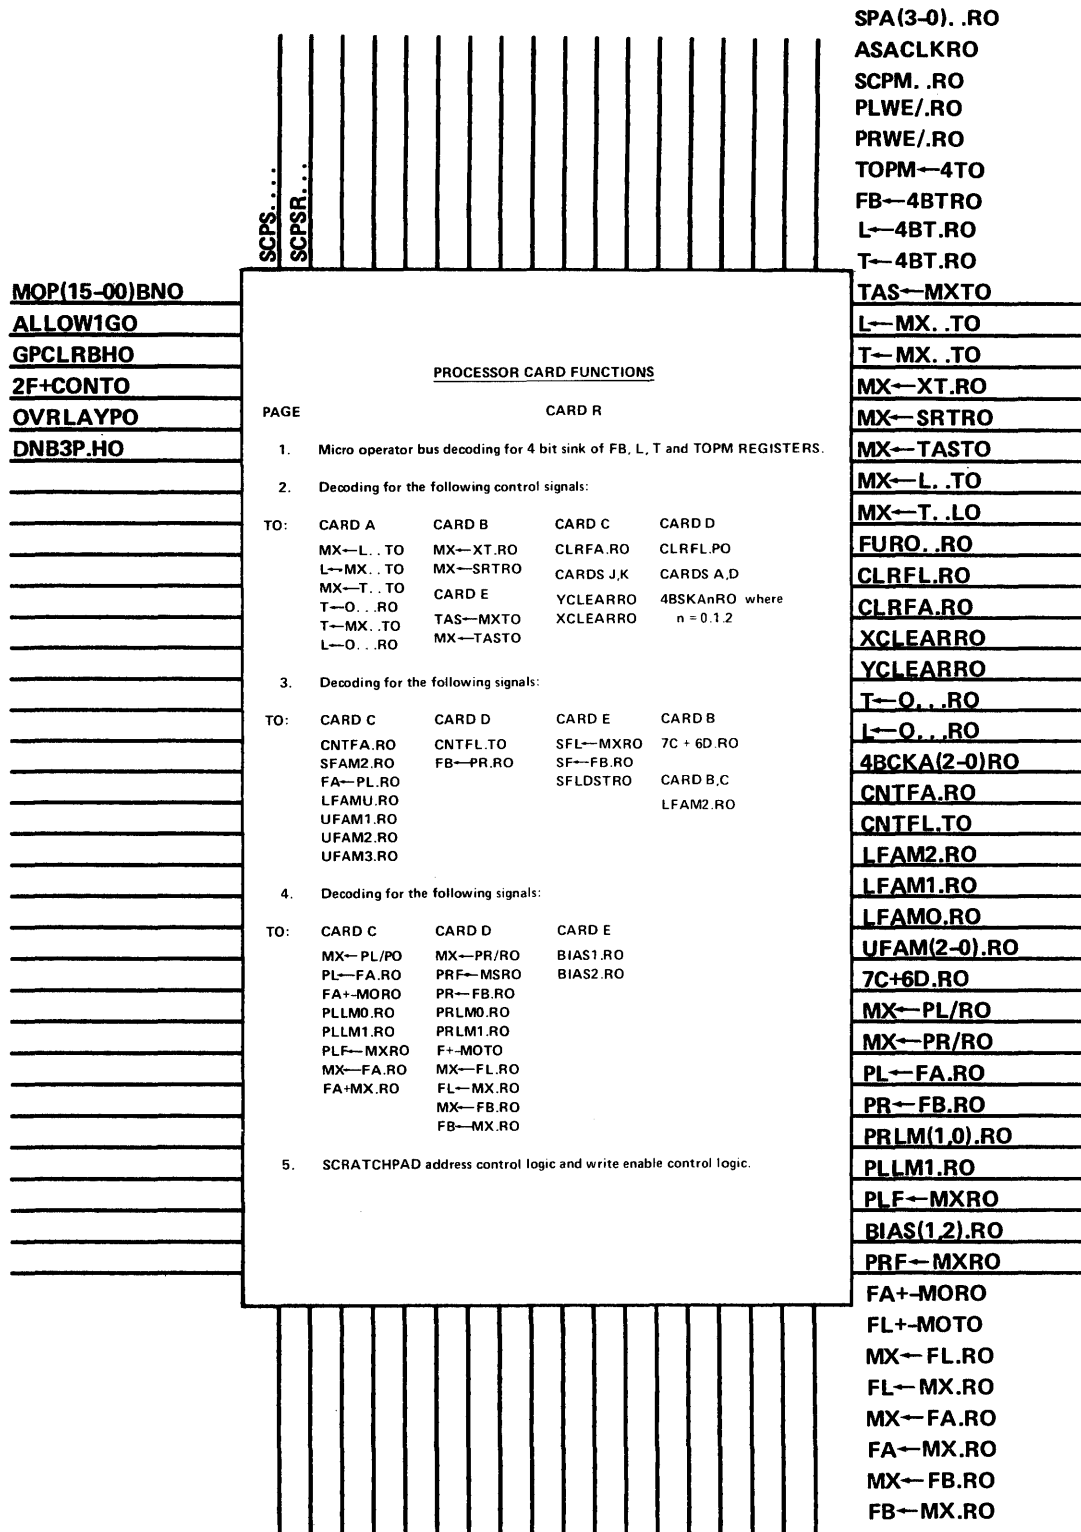 SPA(3-0). .RO
ASACLKRO
SCPM. .RO
PLWE/.RO
PRWE/.RO
TOPM←4TO
FB←4BTRO
L←4BT.RO
T←4BT.RO
SCPS. . . . .
SCPSR. . .
MOP(15-00)BNO
ALLOW1GO
GPCLRBHO
2F+CONTO
OVRLAYPO
DNB3P.HO
PROCESSOR CARD FUNCTIONS
PAGE CARD R
1. Micro operator bus decoding for 4 bit sink of FB, L, T and TOPM REGISTERS.
2. Decoding for the following control signals:
TO: CARD A CARD B CARD C CARD D
MX←L. . TO MX←XT.RO CLRFA.RO CLRFL.PO
L←MX. . TO MX←SRTRO CARDS J,K CARDS A,D
MX←T. . TO CARD E YCLEARRO 4BSKAnRO where
T←O. . .RO TAS←MXTO XCLEARRO n = 0.1.2
T←MX. .TO MX←TASTO
L←O. . .RO
3. Decoding for the following signals:
TO: CARD C CARD D CARD E CARD B
CNTFA.RO CNTFL.TO SFL←MXRO 7C + 6D.RO
SFAM2.RO FB←PR.RO SF←FB.RO
FA←PL.RO SFLDSTRO CARD B,C
LFAMU.RO LFAM2.RO
UFAM1.RO
UFAM2.RO
UFAM3.RO
4. Decoding for the following signals:
TO: CARD C CARD D CARD E
MX←PL/PO MX←PR/RO BIAS1.RO
PL←FA.RO PRF←MSRO BIAS2.RO
FA+-MORO PR←FB.RO
PLLM0.RO PRLM0.RO
PLLM1.RO PRLM1.RO
PLF←MXRO F+-MOTO
MX←FA.RO MX←FL.RO
FA+MX.RO FL←MX.RO
MX←FB.RO
FB←MX.RO
5. SCRATCHPAD address control logic and write enable control logic.
TAS←MXTO
L←MX. .TO
T←MX. .TO
MX←XT.RO
MX←SRTRO
MX←TASTO
MX←L. .TO
MX←T. .LO
FURO. .RO
CLRFL.RO
CLRFA.RO
XCLEARRO
YCLEARRO
T←O. . .RO
L←O. . .RO
4BCKA(2-0)RO
CNTFA.RO
CNTFL.TO
LFAM2.RO
LFAM1.RO
LFAMO.RO
UFAM(2-0).RO
7C+6D.RO
MX←PL/RO
MX←PR/RO
PL←FA.RO
PR←FB.RO
PRLM(1,0).RO
PLLM1.RO
PLF←MXRO
BIAS(1,2).RO
PRF←MXRO
FA+-MORO
FL+-MOTO
MX←FL.RO
FL←MX.RO
MX←FA.RO
FA←MX.RO
MX←FB.RO
FB←MX.RO